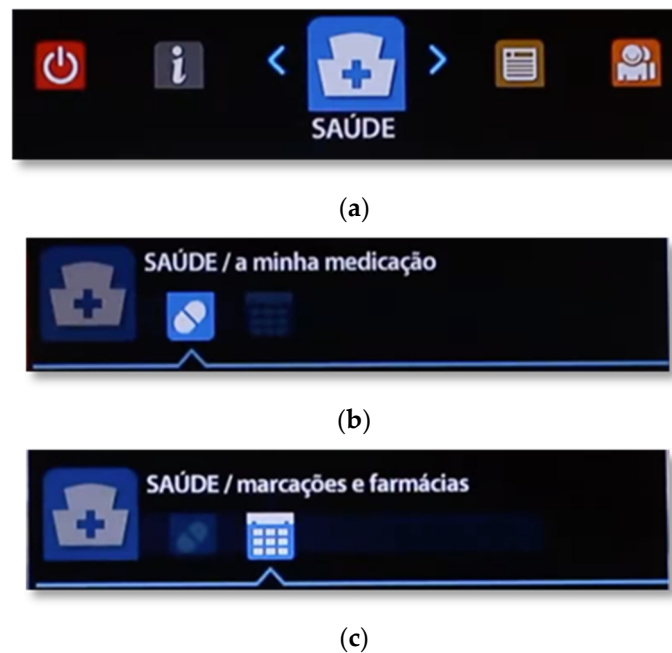 SAÚDE
(a)
SAÚDE / a minha medicação
(b)
SAÚDE / marcações e farmácias
(c)